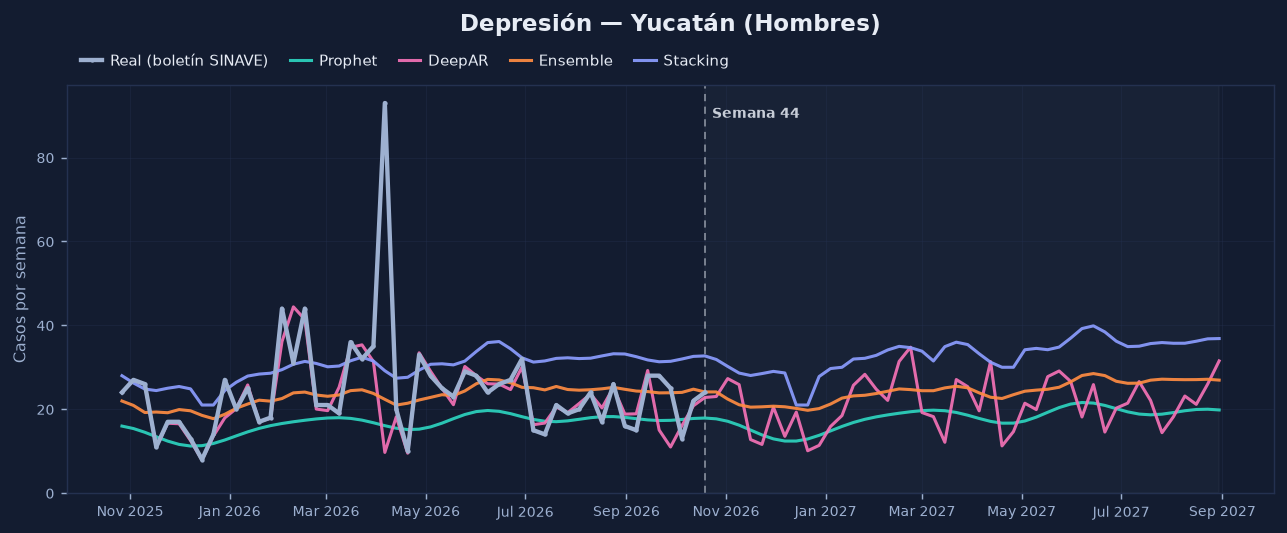 Depresión — Yucatán (Hombres)
Real (boletín SINAVE) Prophet DeepAR Ensemble Stacking
Semana 44
Casos por semana
80
60
40
20
0
Nov 2025 Jan 2026 Mar 2026 May 2026 Jul 2026 Sep 2026 Nov 2026 Jan 2027 Mar 2027 May 2027 Jul 2027 Sep 2027